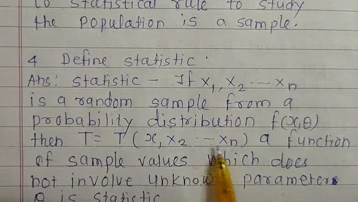 to statistical rule to study
the population is a sample.
4 Define statistic.
Ans: statistic - If x1, x2 --- xn
is a random sample from a
probability distribution f(x,θ)
then T= T (x, x2 --- xn) a function
of sample values which does
not involve unknown parameters
θ is statistic